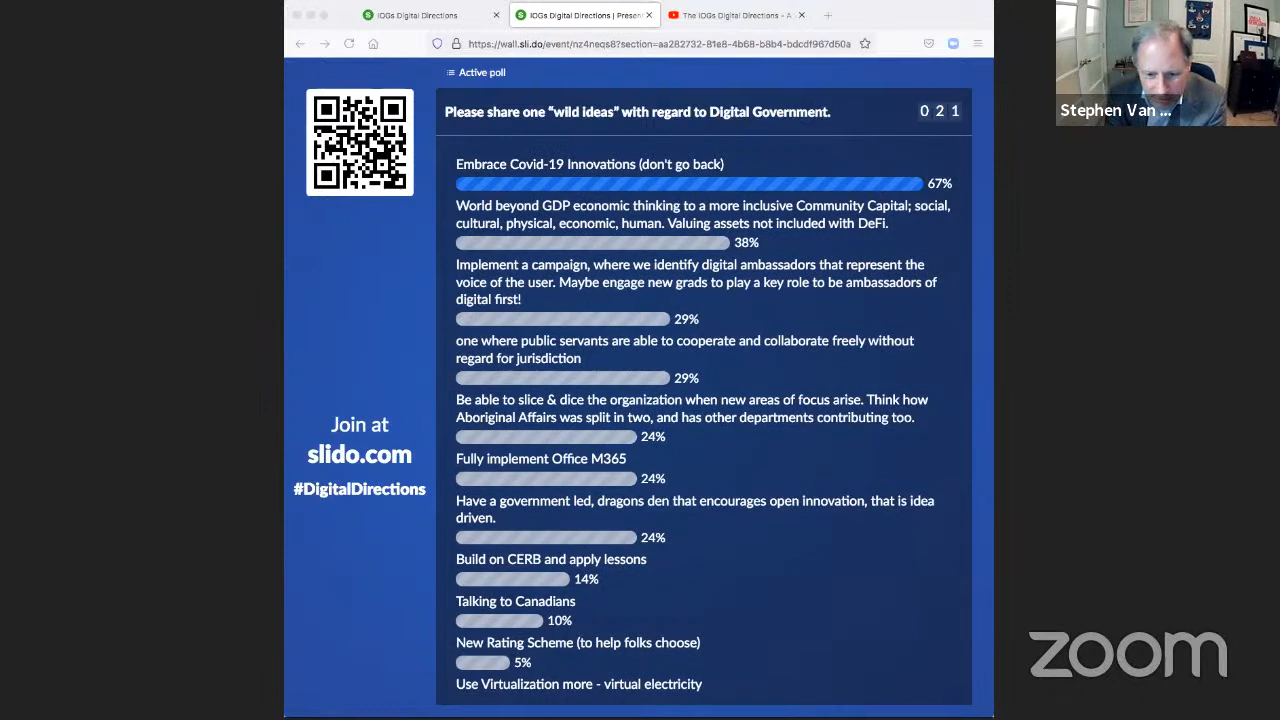 IOGs Digital Directions
IOGs Digital Directions | Presen
The IOGs Digital Directions - A
https://wall.sli.do/event/nz4neqs8?section=aa282732-81e8-4b68-b8b4-bdcdf967d50a
Active poll
Please share one “wild ideas” with regard to Digital Government.
0 2 1
Embrace Covid-19 Innovations (don't go back)
67%
World beyond GDP economic thinking to a more inclusive Community Capital; social,
cultural, physical, economic, human. Valuing assets not included with DeFi.
38%
Implement a campaign, where we identify digital ambassadors that represent the
voice of the user. Maybe engage new grads to play a key role to be ambassadors of
digital first!
29%
one where public servants are able to cooperate and collaborate freely without
regard for jurisdiction
29%
Be able to slice & dice the organization when new areas of focus arise. Think how
Aboriginal Affairs was split in two, and has other departments contributing too.
24%
Fully implement Office M365
24%
Have a government led, dragons den that encourages open innovation, that is idea
driven.
24%
Build on CERB and apply lessons
14%
Talking to Canadians
10%
New Rating Scheme (to help folks choose)
5%
Use Virtualization more - virtual electricity
Join at
slido.com
#DigitalDirections
Stephen Van ...
zoom